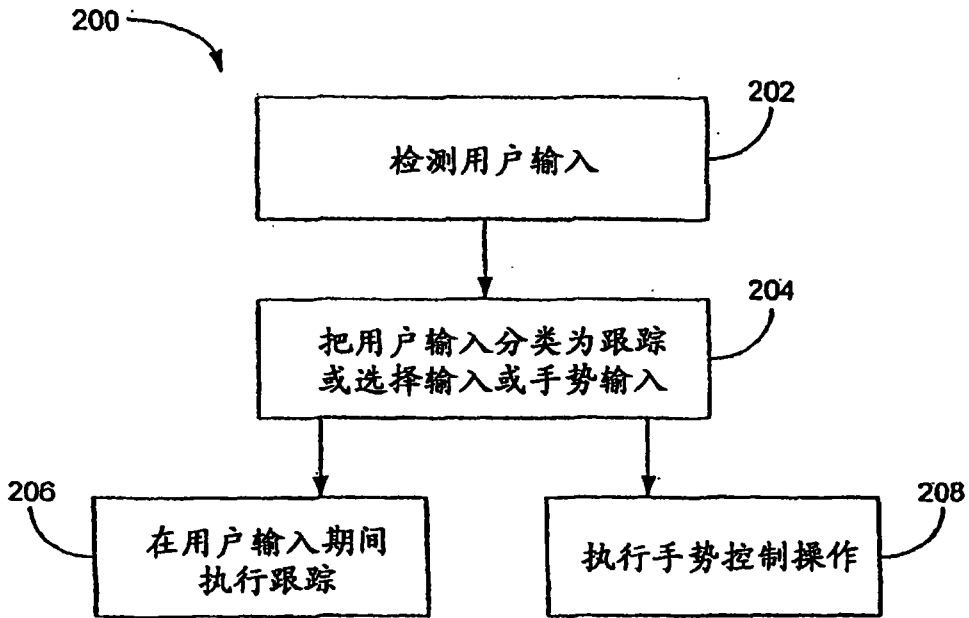 200
202
检测用户输入
204
把用户输入分类为跟踪
或选择输入或手势输入
206
在用户输入期间
执行跟踪
208
执行手势控制操作